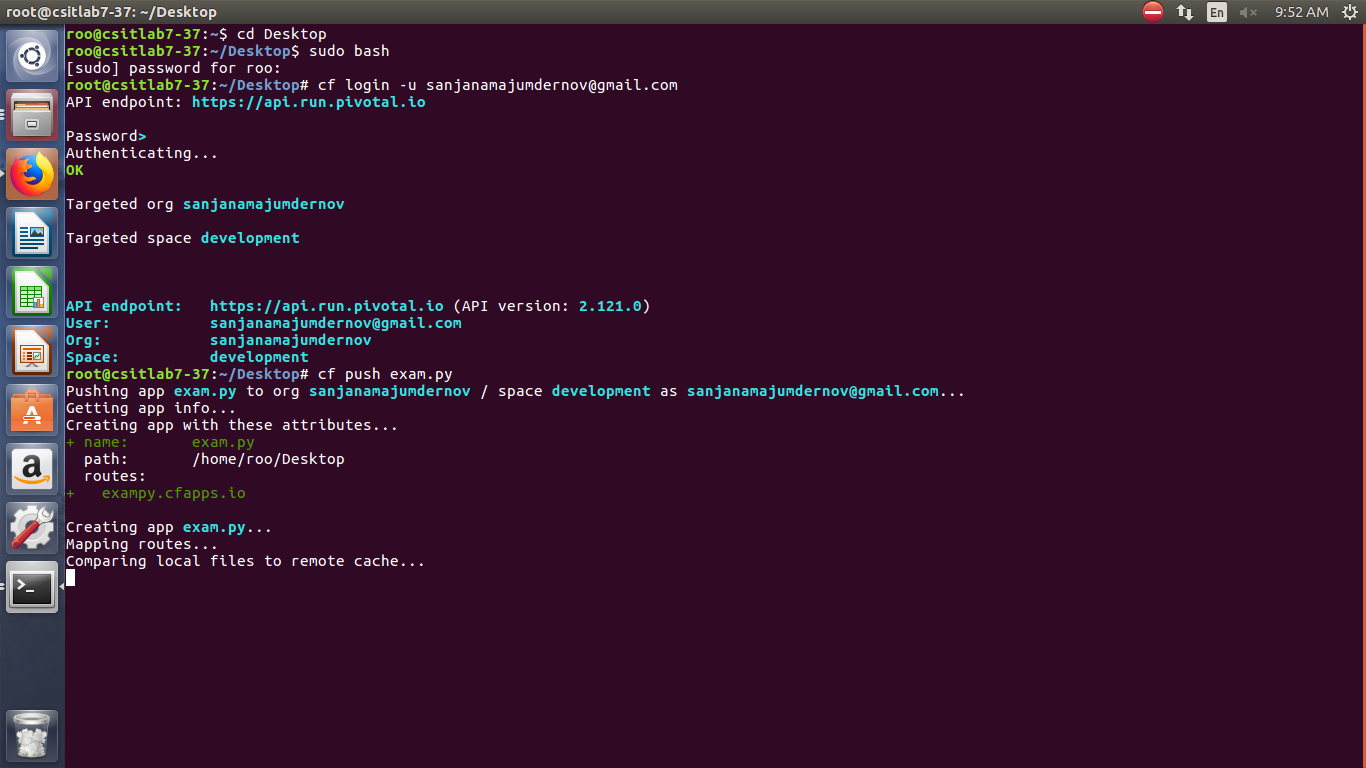 root@csitlab7-37: ~/Desktop
En
9:52 AM
roo@csitlab7-37:~$ cd Desktop
roo@csitlab7-37:~/Desktop$ sudo bash
[sudo] password for roo:
root@csitlab7-37:~/Desktop# cf login -u sanjanamajumdernov@gmail.com
API endpoint: https://api.run.pivotal.io
Password>
Authenticating...
OK
Targeted org sanjanamajumdernov
Targeted space development
API endpoint:   https://api.run.pivotal.io (API version: 2.121.0)
User:           sanjanamajumdernov@gmail.com
Org:            sanjanamajumdernov
Space:          development
root@csitlab7-37:~/Desktop# cf push exam.py
Pushing app exam.py to org sanjanamajumdernov / space development as sanjanamajumdernov@gmail.com...
Getting app info...
Creating app with these attributes...
+ name:       exam.py
  path:       /home/roo/Desktop
  routes:
+   exampy.cfapps.io
Creating app exam.py...
Mapping routes...
Comparing local files to remote cache...